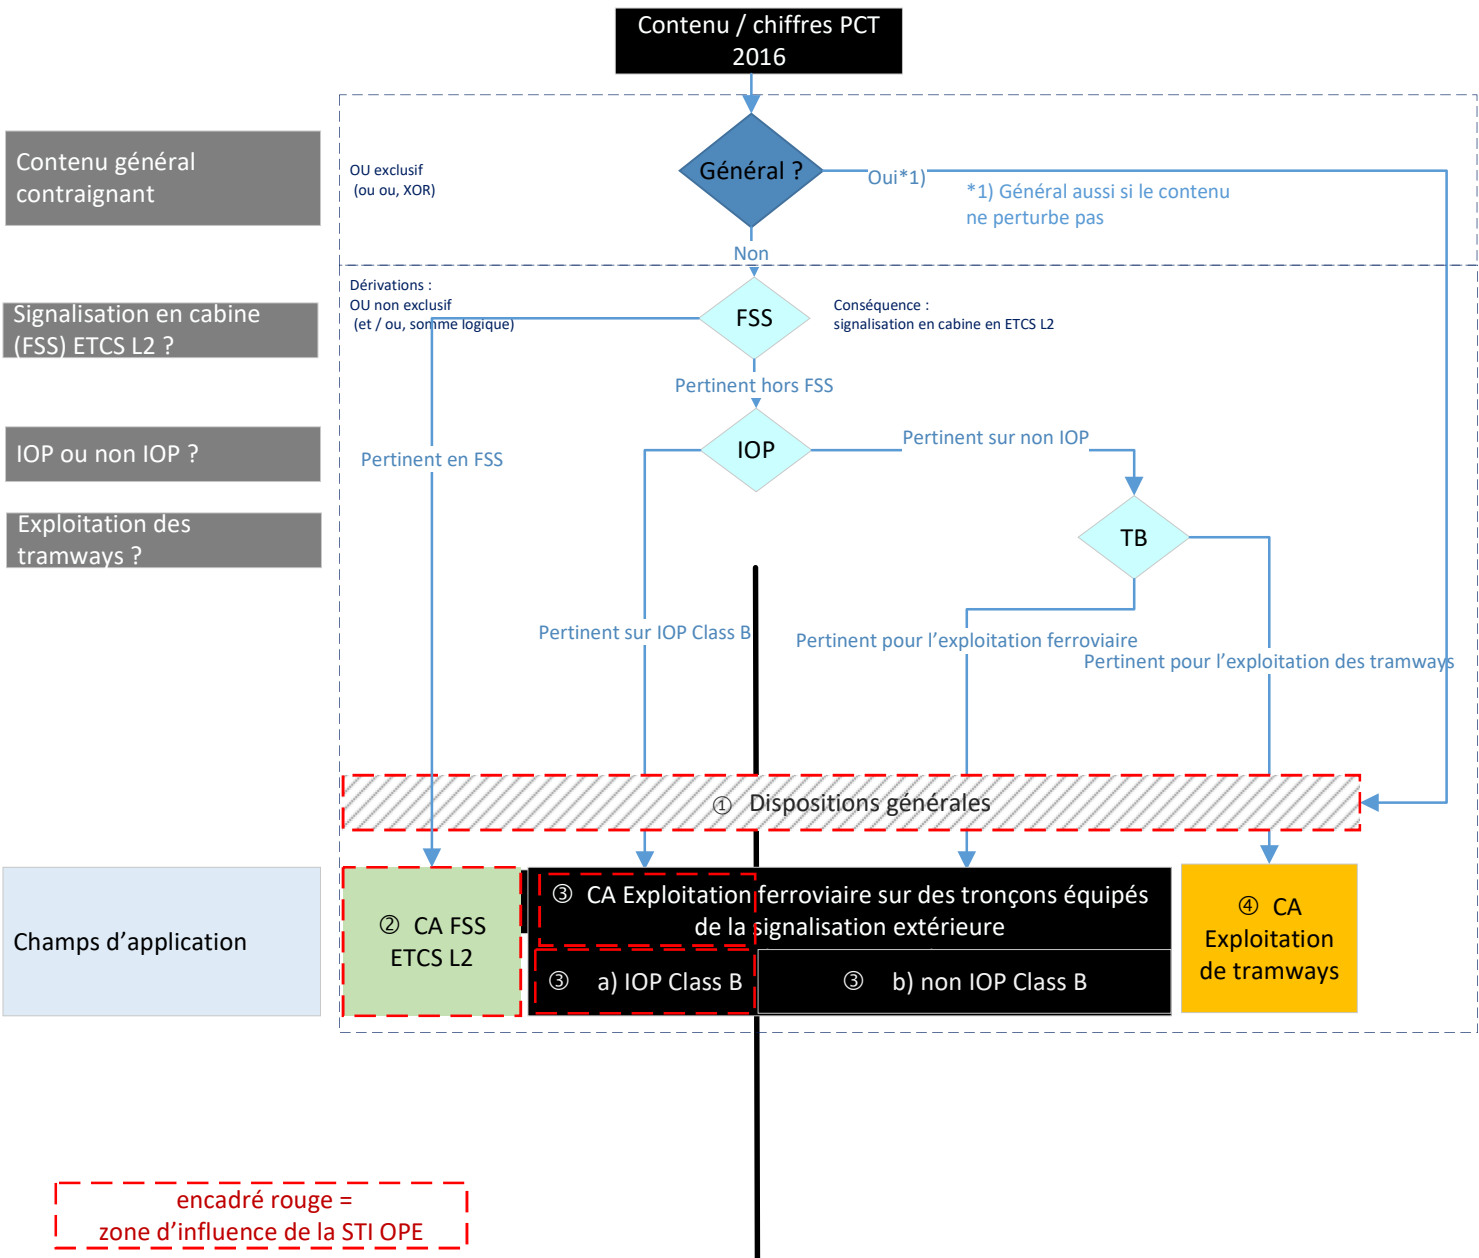 Contenu / chiffres PCT
2016
Contenu général
contraignant
OU exclusif
(ou ou, XOR)
Général ?
Oui*1)
*1) Général aussi si le contenu
ne perturbe pas
Non
Signalisation en cabine
(FSS) ETCS L2 ?
Dérivations :
OU non exclusif
(et / ou, somme logique)
FSS
Conséquence :
signalisation en cabine en ETCS L2
Pertinent hors FSS
IOP ou non IOP ?
Pertinent en FSS
IOP
Pertinent sur non IOP
Exploitation des
tramways ?
TB
Pertinent sur IOP Class B
Pertinent pour l’exploitation ferroviaire
Pertinent pour l’exploitation des tramways
① Dispositions générales
Champs d’application
② CA FSS
ETCS L2
③ CA Exploitation ferroviaire sur des tronçons équipés
de la signalisation extérieure
③ a) IOP Class B
③ b) non IOP Class B
④ CA
Exploitation
de tramways
encadré rouge =
zone d’influence de la STI OPE